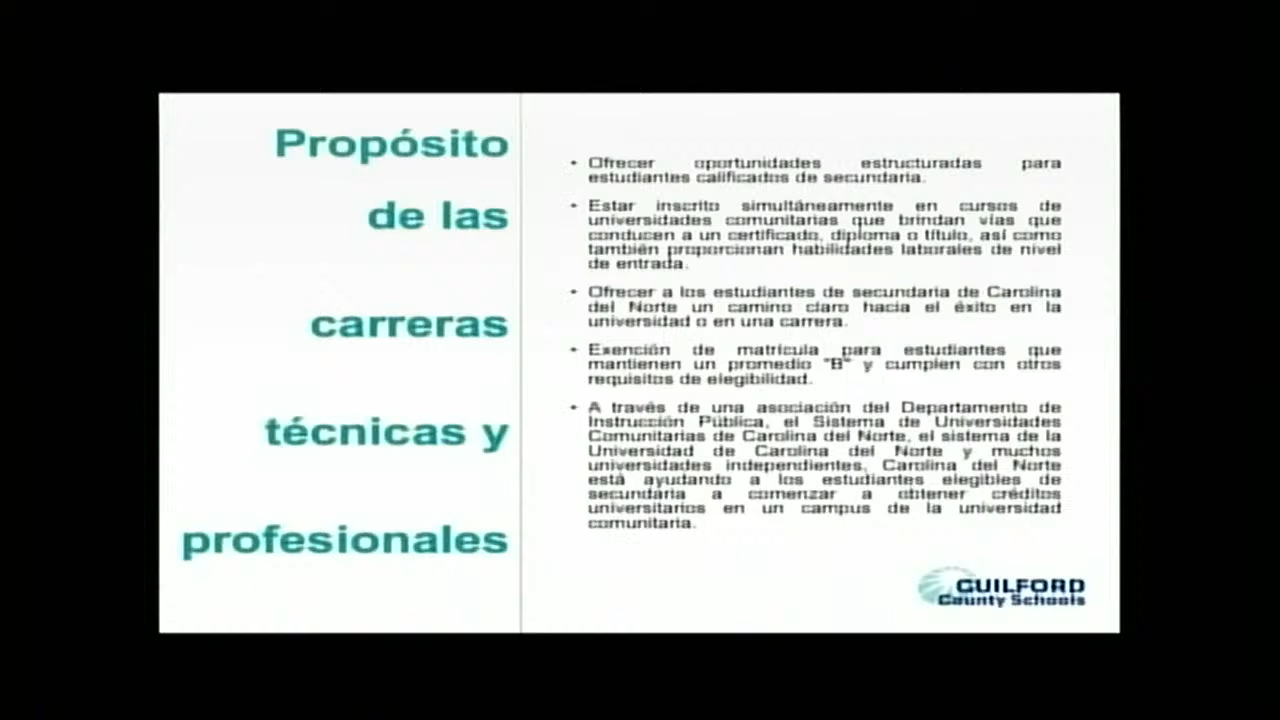 Propósito
de las
carreras
técnicas y
profesionales
• Ofrecer oportunidades estructuradas para
estudiantes calificados de secundaria.
• Estar inscrito simultáneamente en cursos de
universidades comunitarias que brindan vías que
conducen a un certificado, diploma o título, así como
también proporcionan habilidades laborales de nivel
de entrada.
• Ofrecer a los estudiantes de secundaria de Carolina
del Norte un camino claro hacia el éxito en la
universidad o en una carrera.
• Exención de matrícula para estudiantes que
mantienen un promedio "B" y cumplen con otros
requisitos de elegibilidad.
• A través de una asociación del Departamento de
Instrucción Pública, el Sistema de Universidades
Comunitarias de Carolina del Norte, el sistema de la
Universidad de Carolina del Norte y muchos
universidades independientes, Carolina del Norte
está ayudando a los estudiantes elegibles de
secundaria a comenzar a obtener créditos
universitarios en un campus de la universidad
comunitaria.
GUILFORD
County Schools